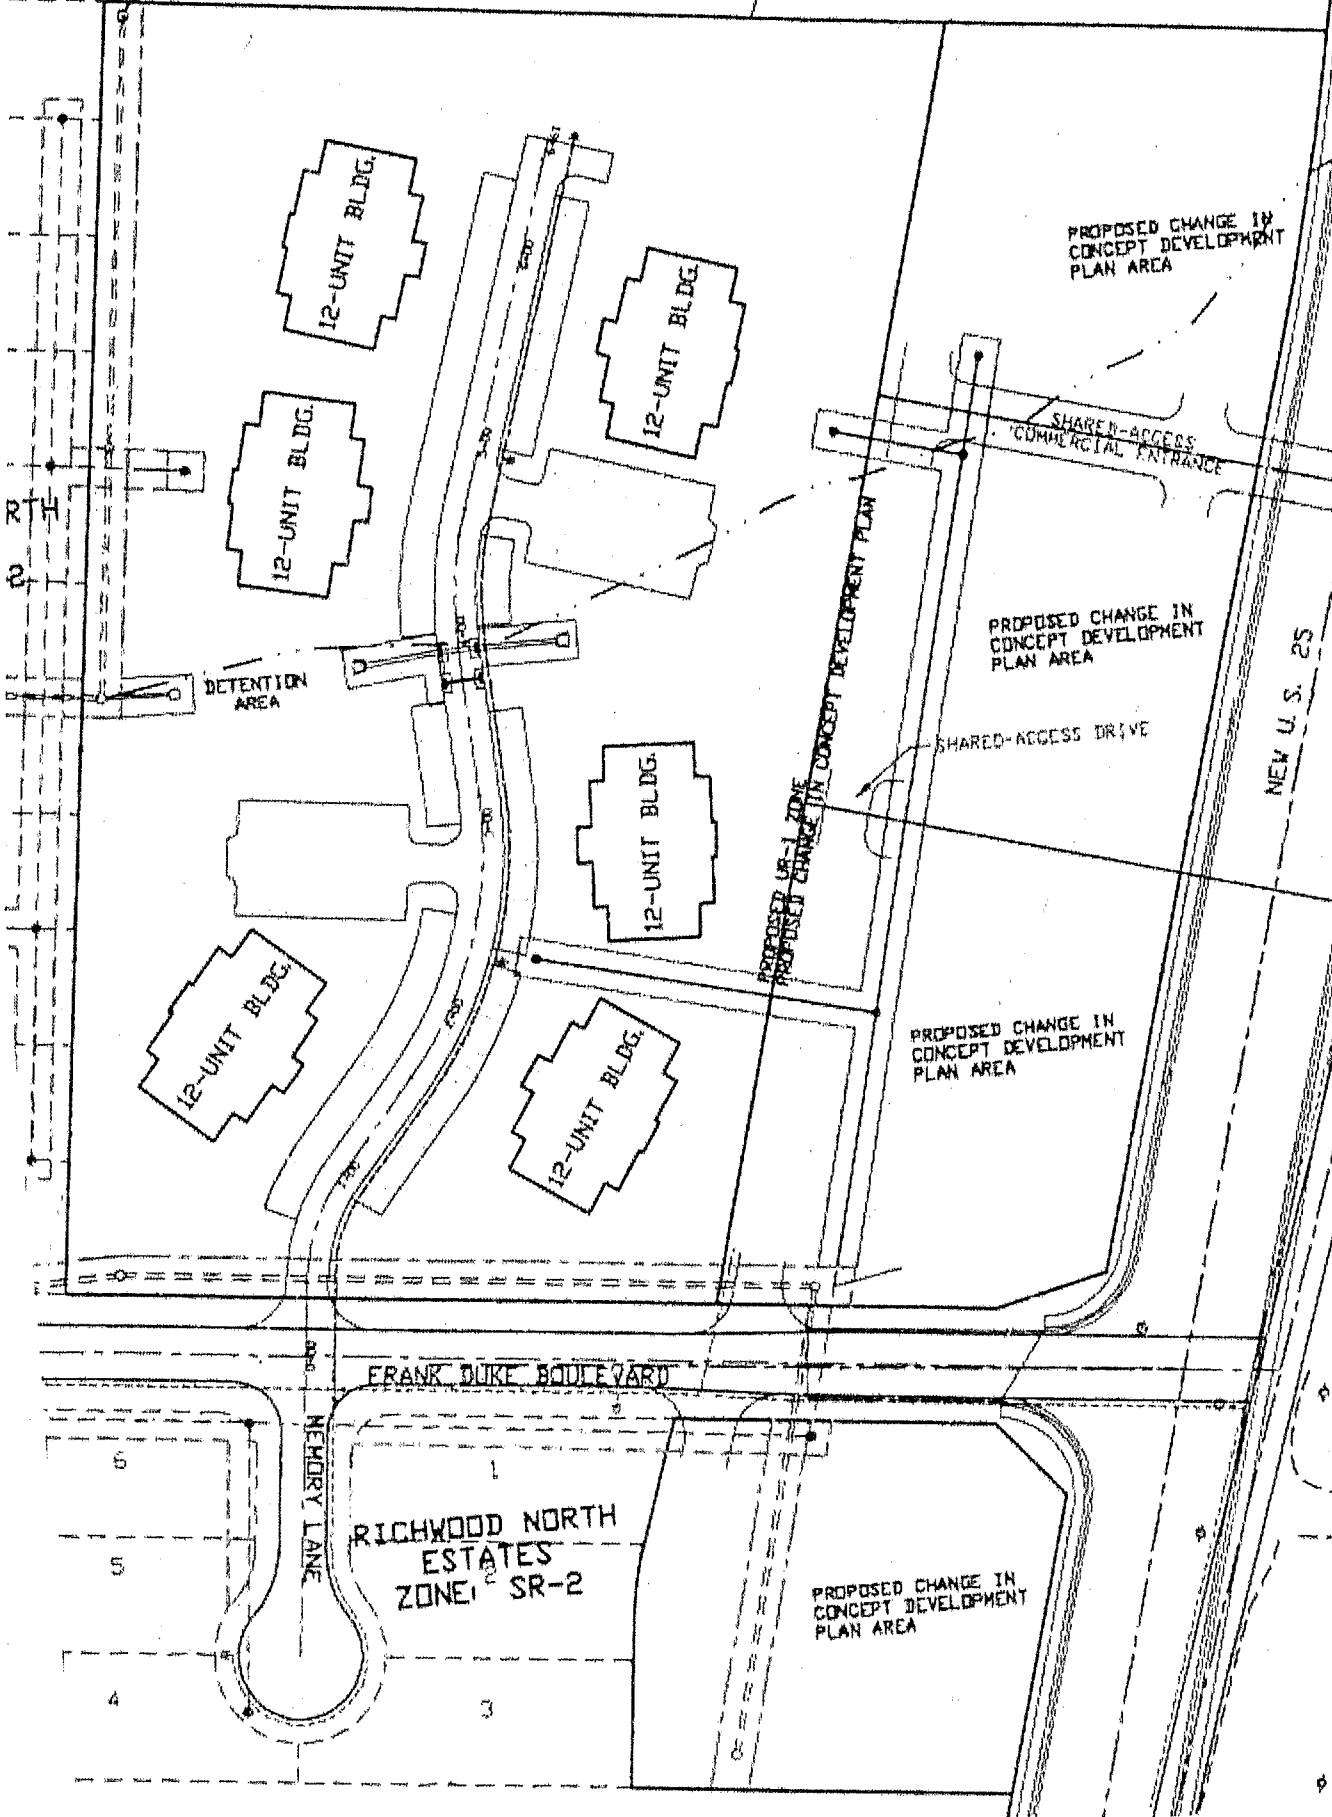 12-UNIT BLDG.
12-UNIT BLDG.
12-UNIT BLDG.
PROPOSED CHANGE IN
CONCEPT DEVELOPMENT
PLAN AREA
SHARED-ACCESS
COMMERCIAL ENTRANCE
RTH
2
PROPOSED CHANGE IN
CONCEPT DEVELOPMENT
PLAN AREA
NEW U.S. 25
DETENTION
AREA
SHARED-ACCESS DRIVE
12-UNIT BLDG.
PROPOSED UR-1 ZONE
PROPOSED CHANGE IN CONCEPT DEVELOPMENT PLAN
12-UNIT BLDG.
12-UNIT BLDG.
PROPOSED CHANGE IN
CONCEPT DEVELOPMENT
PLAN AREA
FRANK DUKE BOULEVARD
MEMORY LANE
6
1
RICHWOOD NORTH
ESTATES
ZONE: SR-2
5
2
4
3
PROPOSED CHANGE IN
CONCEPT DEVELOPMENT
PLAN AREA